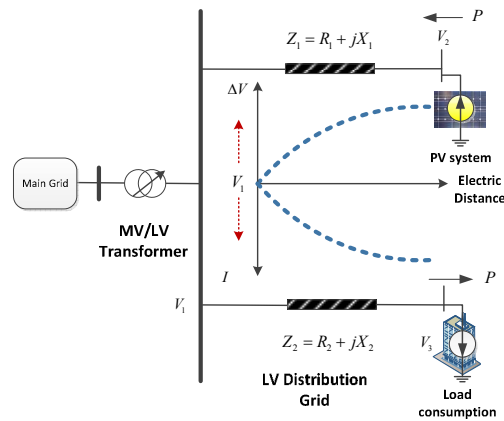 P
Z₁ = R₁ + jX₁
V₂
ΔV
PV system
Main Grid
V₁
Electric
Distance
MV/LV
Transformer
I
P
V₁
Z₂ = R₂ + jX₂
V₃
LV Distribution
Grid
Load
consumption